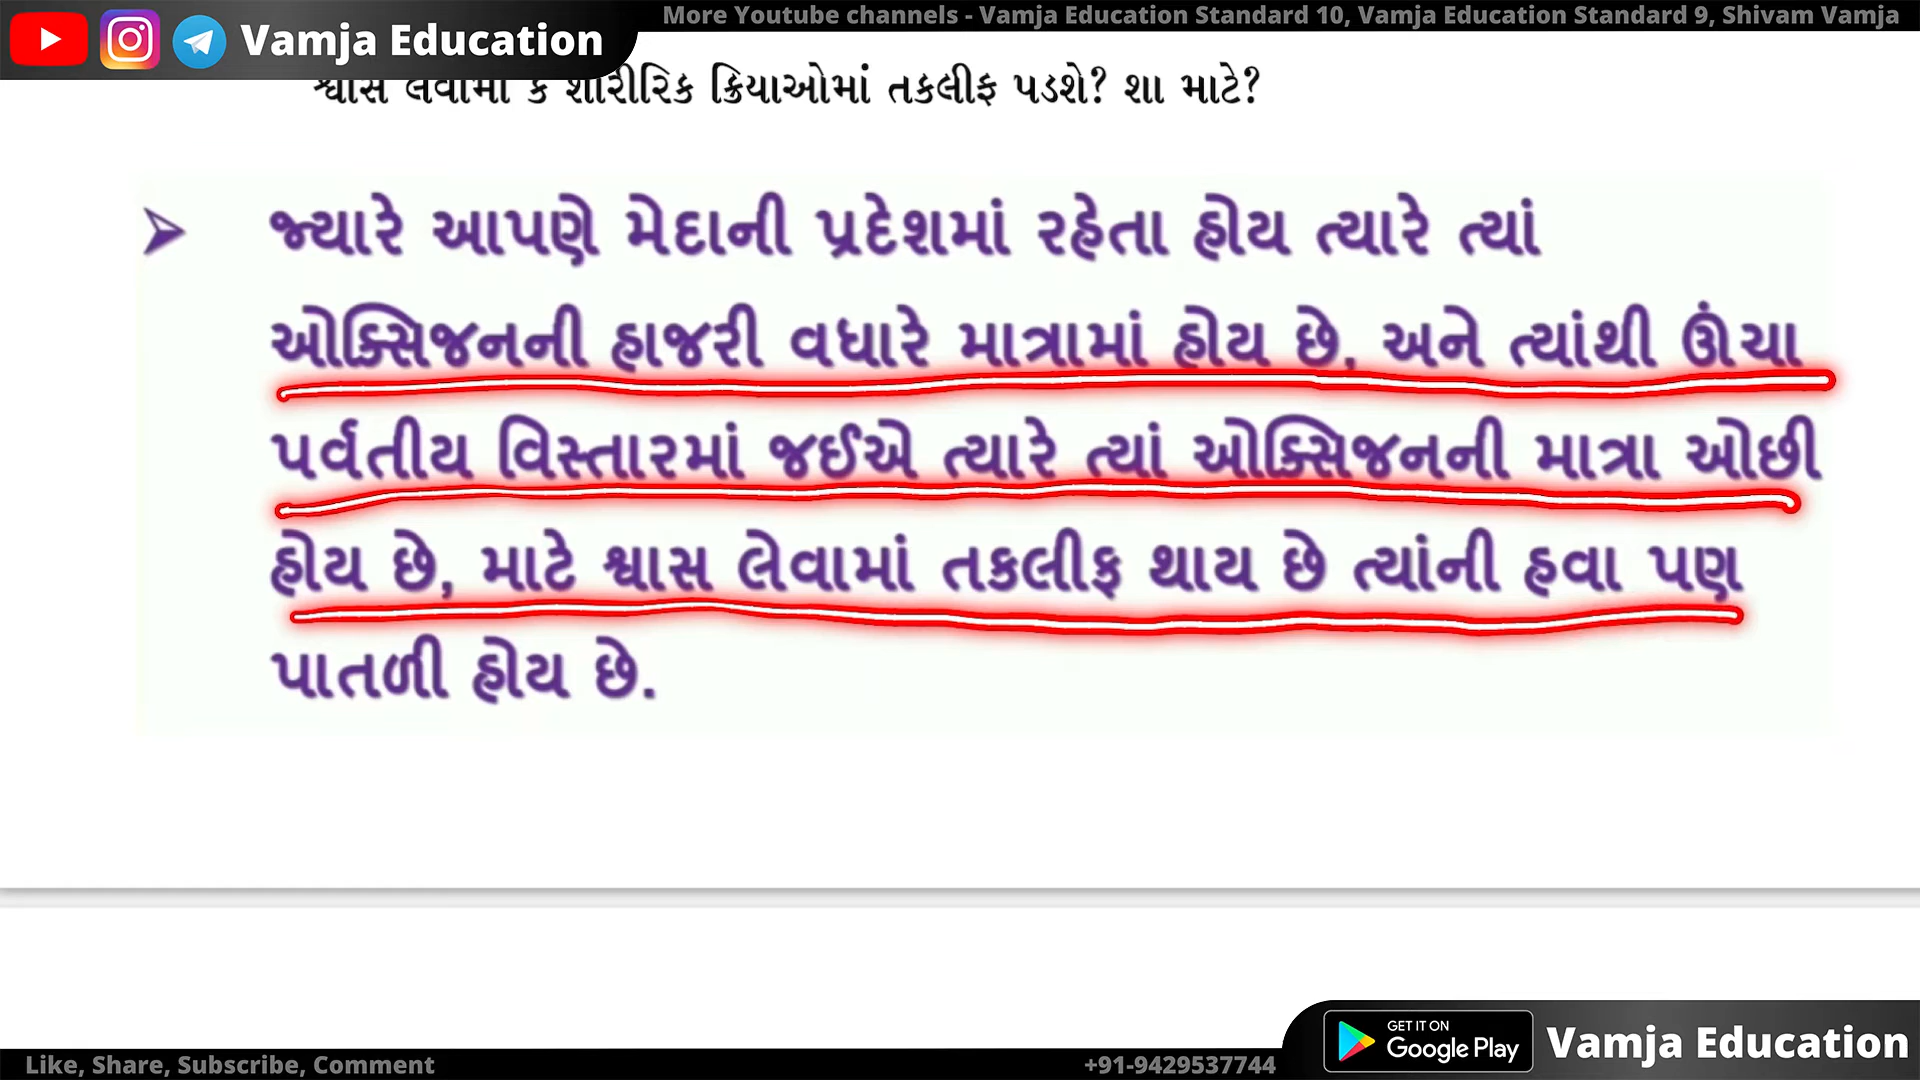 More Youtube channels - Vamja Education Standard 10, Vamja Education Standard 9, Shivam Vamja
Vamja Education
શ્વાસ લેવામાં કે શારીરિક ક્રિયાઓમાં તકલીફ પડશે? શા માટે?
➢ જ્યારે આપણે મેદાની પ્રદેશમાં રહેતા હોય ત્યારે ત્યાં
ઓક્સિજનની હાજરી વધારે માત્રામાં હોય છે, અને ત્યાંથી ઊંચા
પર્વતીય વિસ્તારમાં જઈએ ત્યારે ત્યાં ઓક્સિજનની માત્રા ઓછી
હોય છે, માટે શ્વાસ લેવામાં તકલીફ થાય છે ત્યાંની હવા પણ
પાતળી હોય છે.
GET IT ON
Google Play
Vamja Education
Like, Share, Subscribe, Comment
+91-9429537744